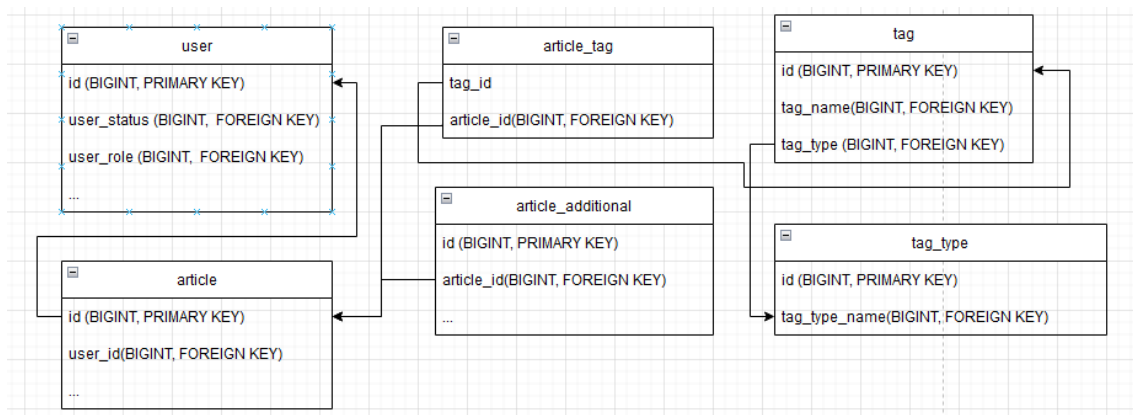 user
id (BIGINT, PRIMARY KEY)
user_status (BIGINT,  FOREIGN KEY)
user_role (BIGINT,  FOREIGN KEY)
...
article
id (BIGINT, PRIMARY KEY)
user_id(BIGINT, FOREIGN KEY)
...
article_tag
tag_id
article_id(BIGINT, FOREIGN KEY)
article_additional
id (BIGINT, PRIMARY KEY)
article_id(BIGINT, FOREIGN KEY)
...
tag
id (BIGINT, PRIMARY KEY)
tag_name(BIGINT, FOREIGN KEY)
tag_type (BIGINT, FOREIGN KEY)
tag_type
id (BIGINT, PRIMARY KEY)
tag_type_name(BIGINT, FOREIGN KEY)